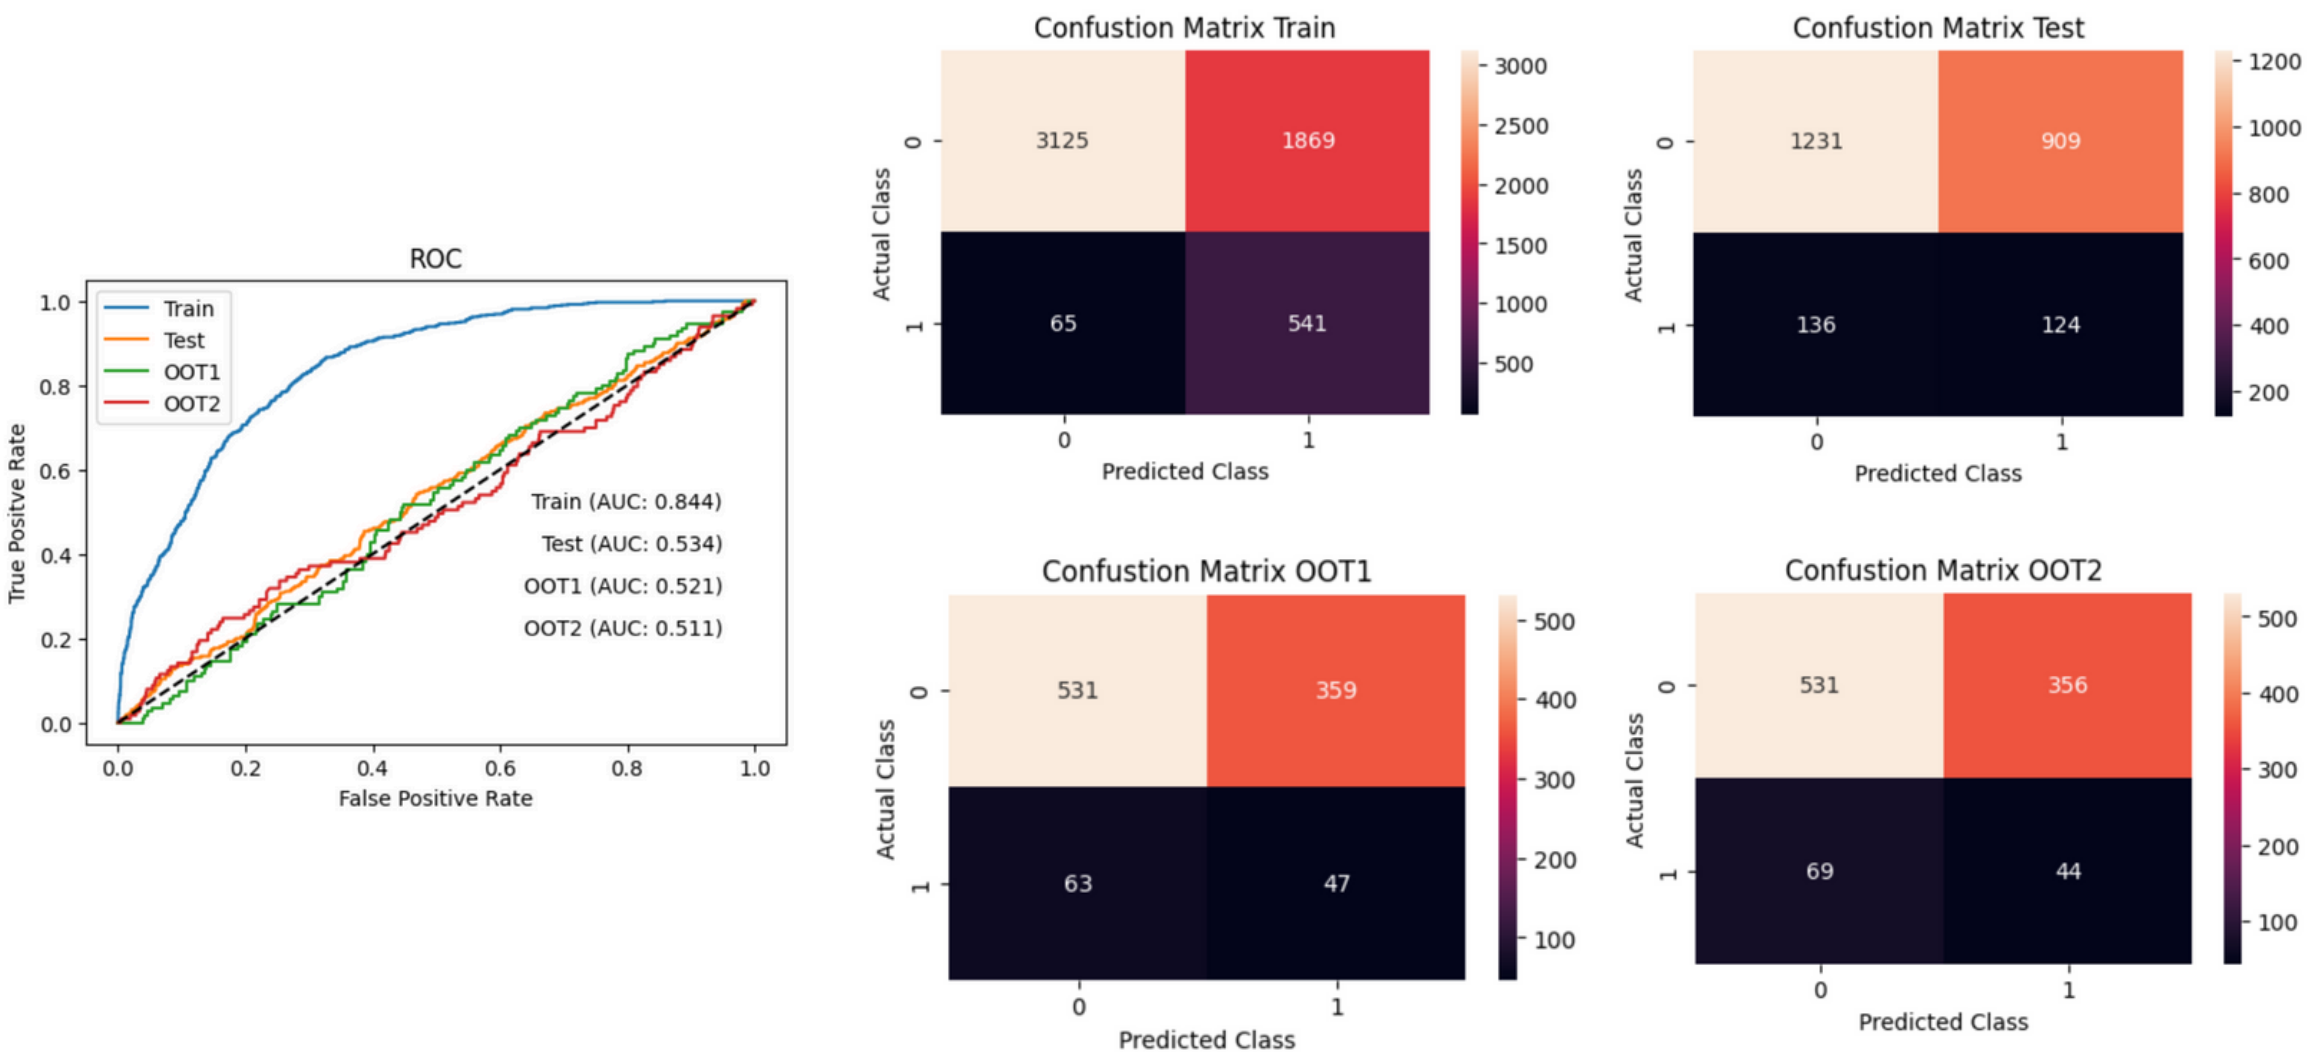 ROC
Train
Test
OOT1
OOT2
Train (AUC: 0.844)
Test (AUC: 0.534)
OOT1 (AUC: 0.521)
OOT2 (AUC: 0.511)
True Positve Rate
1.0
0.8
0.6
0.4
0.2
0.0
0.0 0.2 0.4 0.6 0.8 1.0
False Positive Rate
Confustion Matrix Train
Actual Class
0
1
3125 1869
65 541
0 1
Predicted Class
3000
2500
2000
1500
1000
500
Confustion Matrix Test
Actual Class
0
1
1231 909
136 124
0 1
Predicted Class
1200
1000
800
600
400
200
Confustion Matrix OOT1
Actual Class
0
1
531 359
63 47
0 1
Predicted Class
500
400
300
200
100
Confustion Matrix OOT2
Actual Class
0
1
531 356
69 44
0 1
Predicted Class
500
400
300
200
100